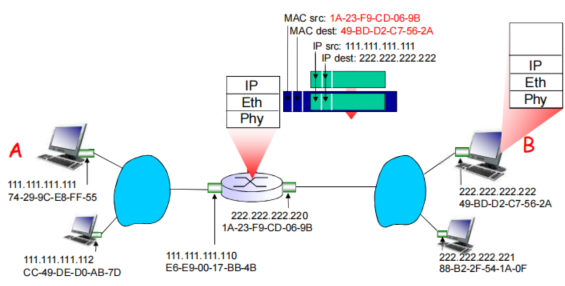 MAC src: 1A-23-F9-CD-06-9B
MAC dest: 49-BD-D2-C7-56-2A
IP src: 111.111.111.111
IP dest: 222.222.222.222
IP
Eth
Phy
IP
Eth
Phy
A
B
111.111.111.111
74-29-9C-E8-FF-55
222.222.222.222
49-BD-D2-C7-56-2A
222.222.222.220
1A-23-F9-CD-06-9B
111.111.111.112
CC-49-DE-D0-AB-7D
111.111.111.110
E6-E9-00-17-BB-4B
222.222.222.221
88-B2-2F-54-1A-0F